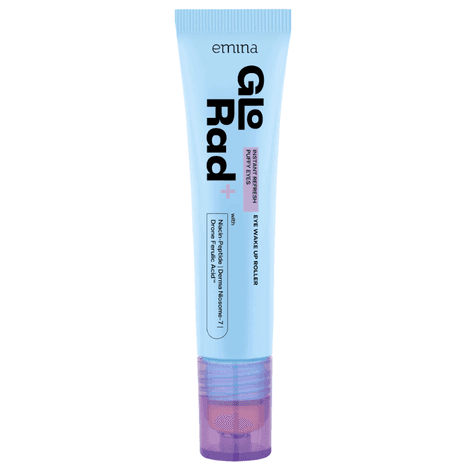 emina
Glo
Rad+
INSTANT REFRESH
PUFFY EYES
EYE WAKE UP ROLLER
with
Niacin-Peptide | Derma Niosome-7 |
Drone Ferulic Acid™